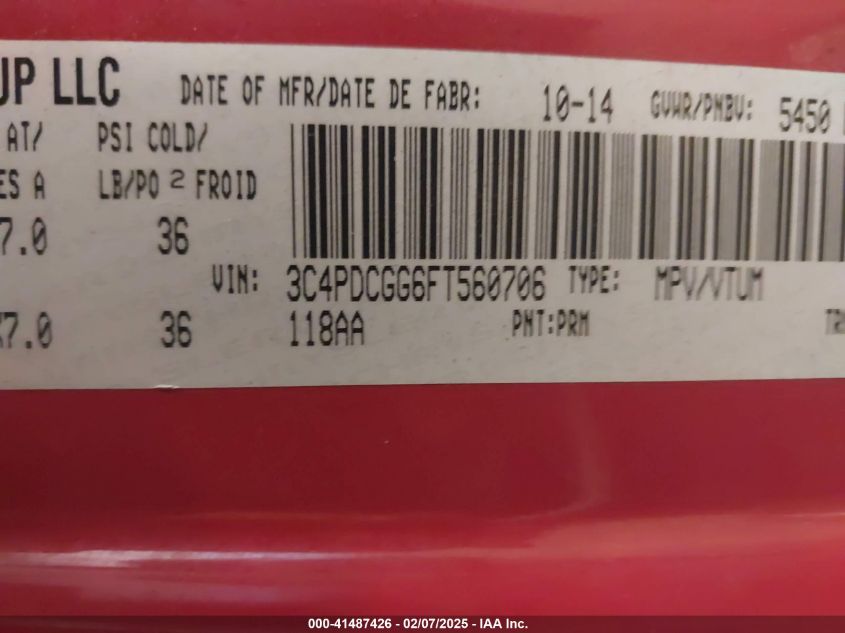 UP LLC DATE OF MFR/DATE DE FABR: 10-14 GVWR/PNBV: 5450
AT/ PSI COLD/
ES A LB/PO 2 FROID
7.0 36
VIN: 3C4PDCGG6FT560706 TYPE: MPV/VTUM
7.0 36 118AA PNT:PRM
000-41487426 - 02/07/2025 - IAA Inc.